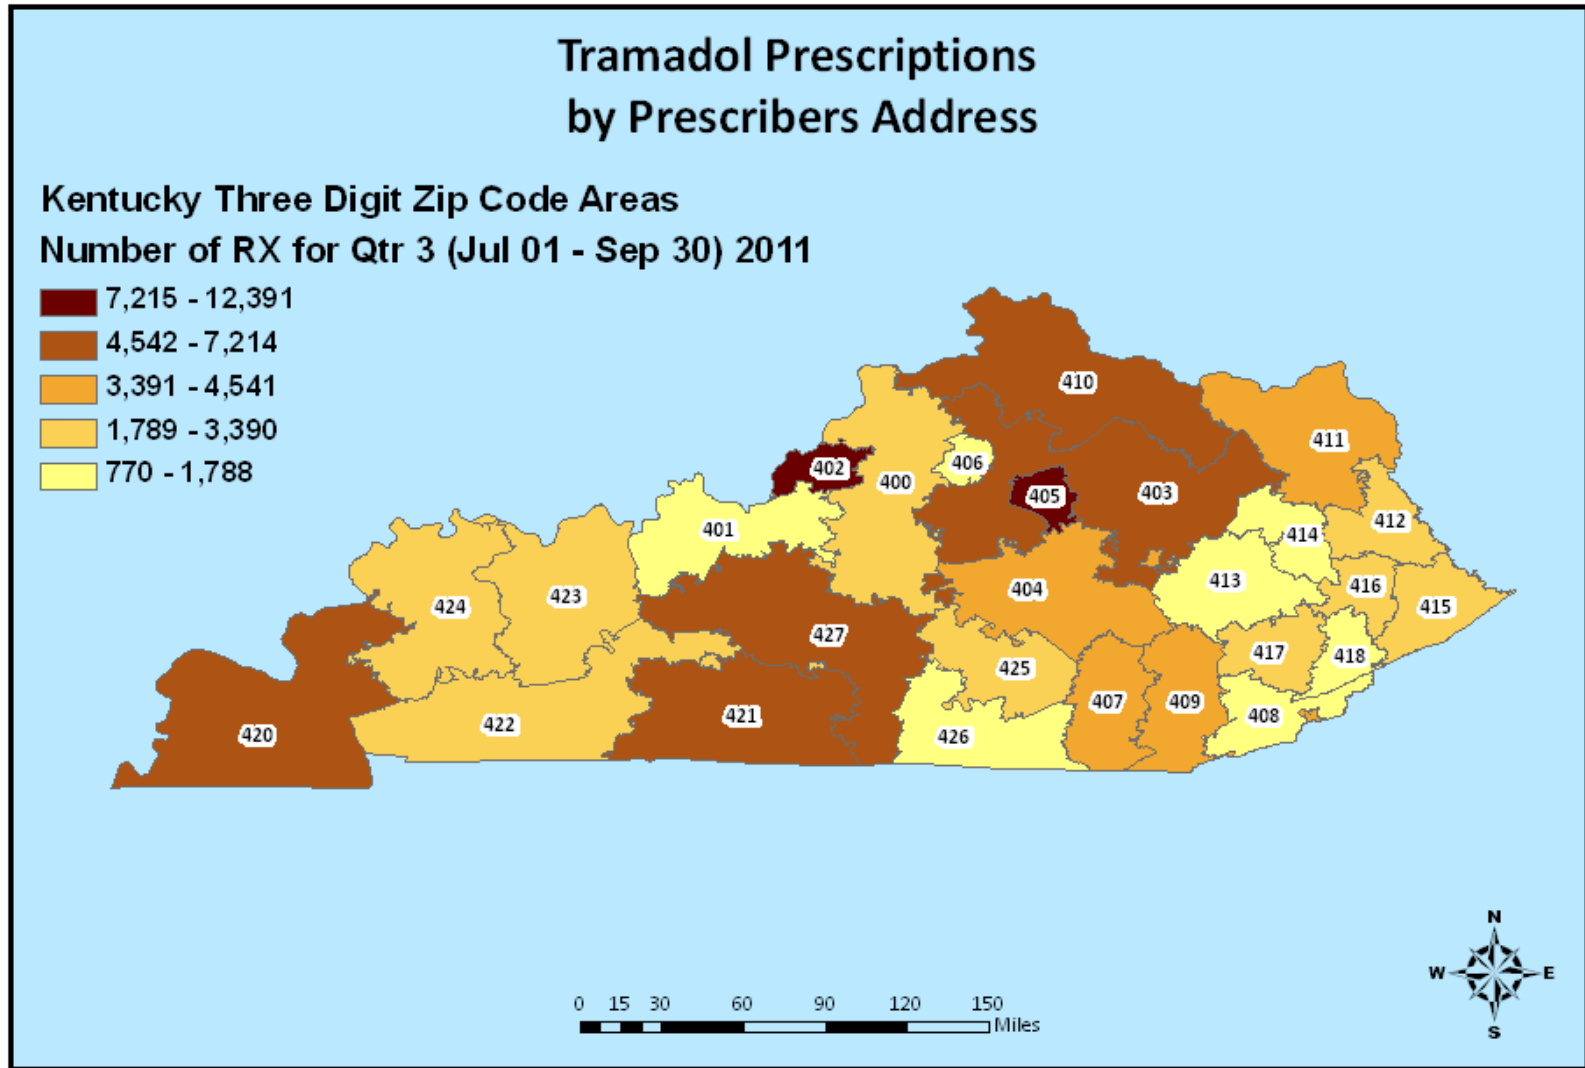 Tramadol Prescriptions
by Prescribers Address
Kentucky Three Digit Zip Code Areas
Number of RX for Qtr 3 (Jul 01 - Sep 30) 2011
7,215 - 12,391
4,542 - 7,214
3,391 - 4,541
1,789 - 3,390
770 - 1,788
410
411
406
402
400
405
403
412
401
414
413
404
416
415
424
423
427
417
418
425
407
409
408
421
422
420
426
N
W E
S
0 15 30 60 90 120 150
Miles